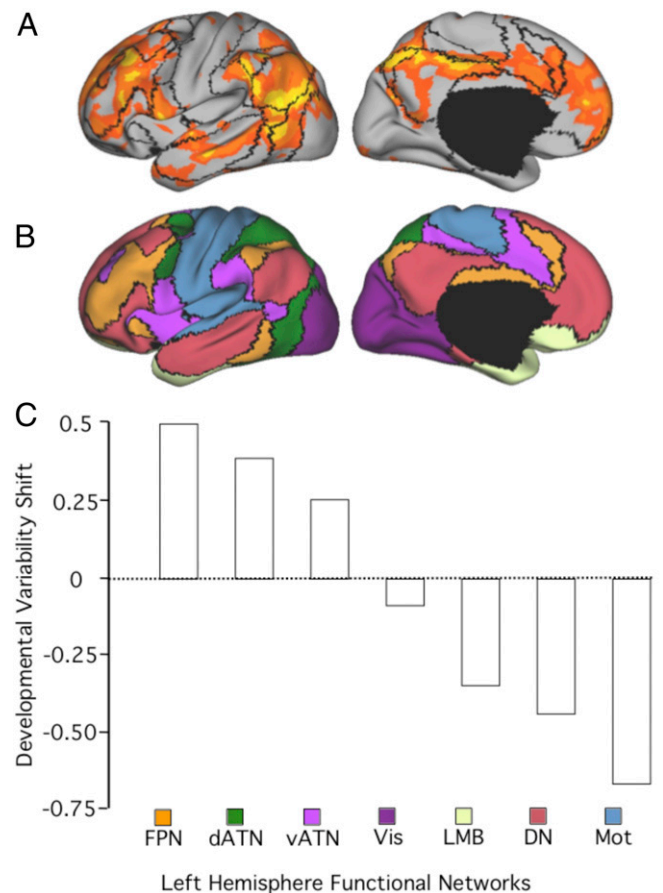 A
B
C
Developmental Variability Shift
0.5
0.25
0
-0.25
-0.50
-0.75
FPN dATN vATN Vis LMB DN Mot
Left Hemisphere Functional Networks